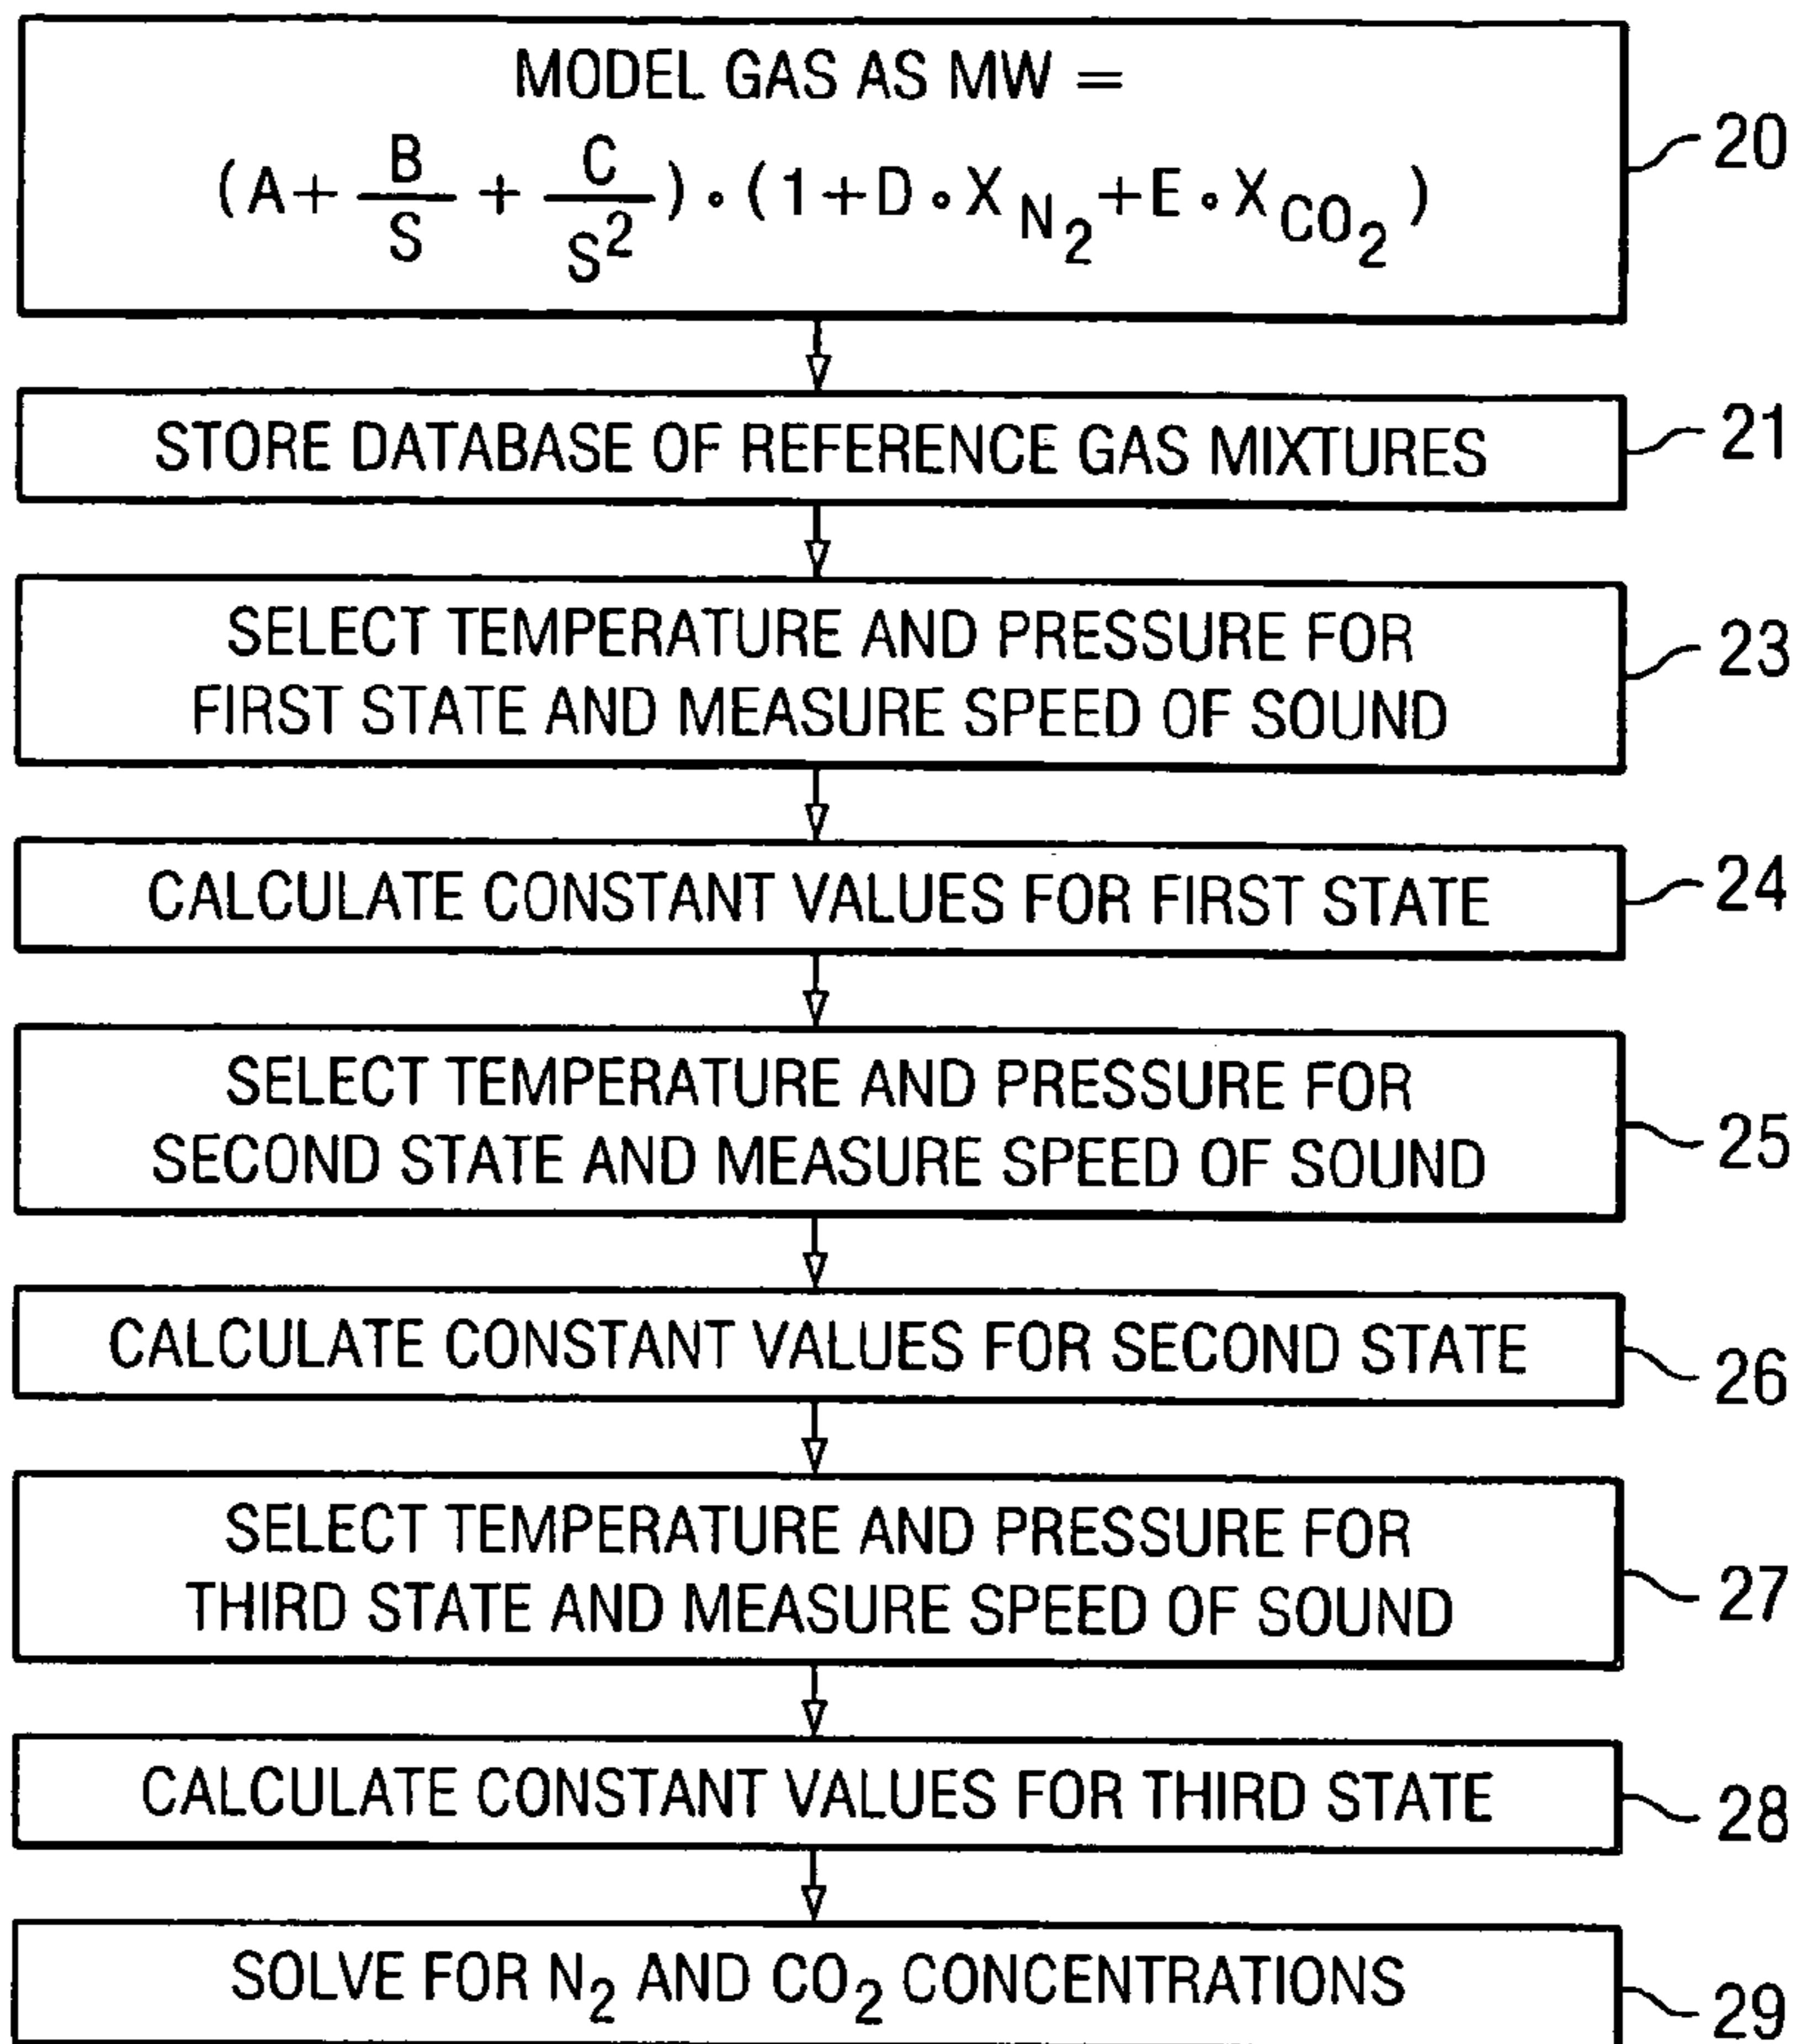 MODEL GAS AS MW =
(A+ B/S + C/S²) ∘ (1+D∘X N₂ +E∘X CO₂ )
20
STORE DATABASE OF REFERENCE GAS MIXTURES
21
SELECT TEMPERATURE AND PRESSURE FOR
FIRST STATE AND MEASURE SPEED OF SOUND
23
CALCULATE CONSTANT VALUES FOR FIRST STATE
24
SELECT TEMPERATURE AND PRESSURE FOR
SECOND STATE AND MEASURE SPEED OF SOUND
25
CALCULATE CONSTANT VALUES FOR SECOND STATE
26
SELECT TEMPERATURE AND PRESSURE FOR
THIRD STATE AND MEASURE SPEED OF SOUND
27
CALCULATE CONSTANT VALUES FOR THIRD STATE
28
SOLVE FOR N₂ AND CO₂ CONCENTRATIONS
29